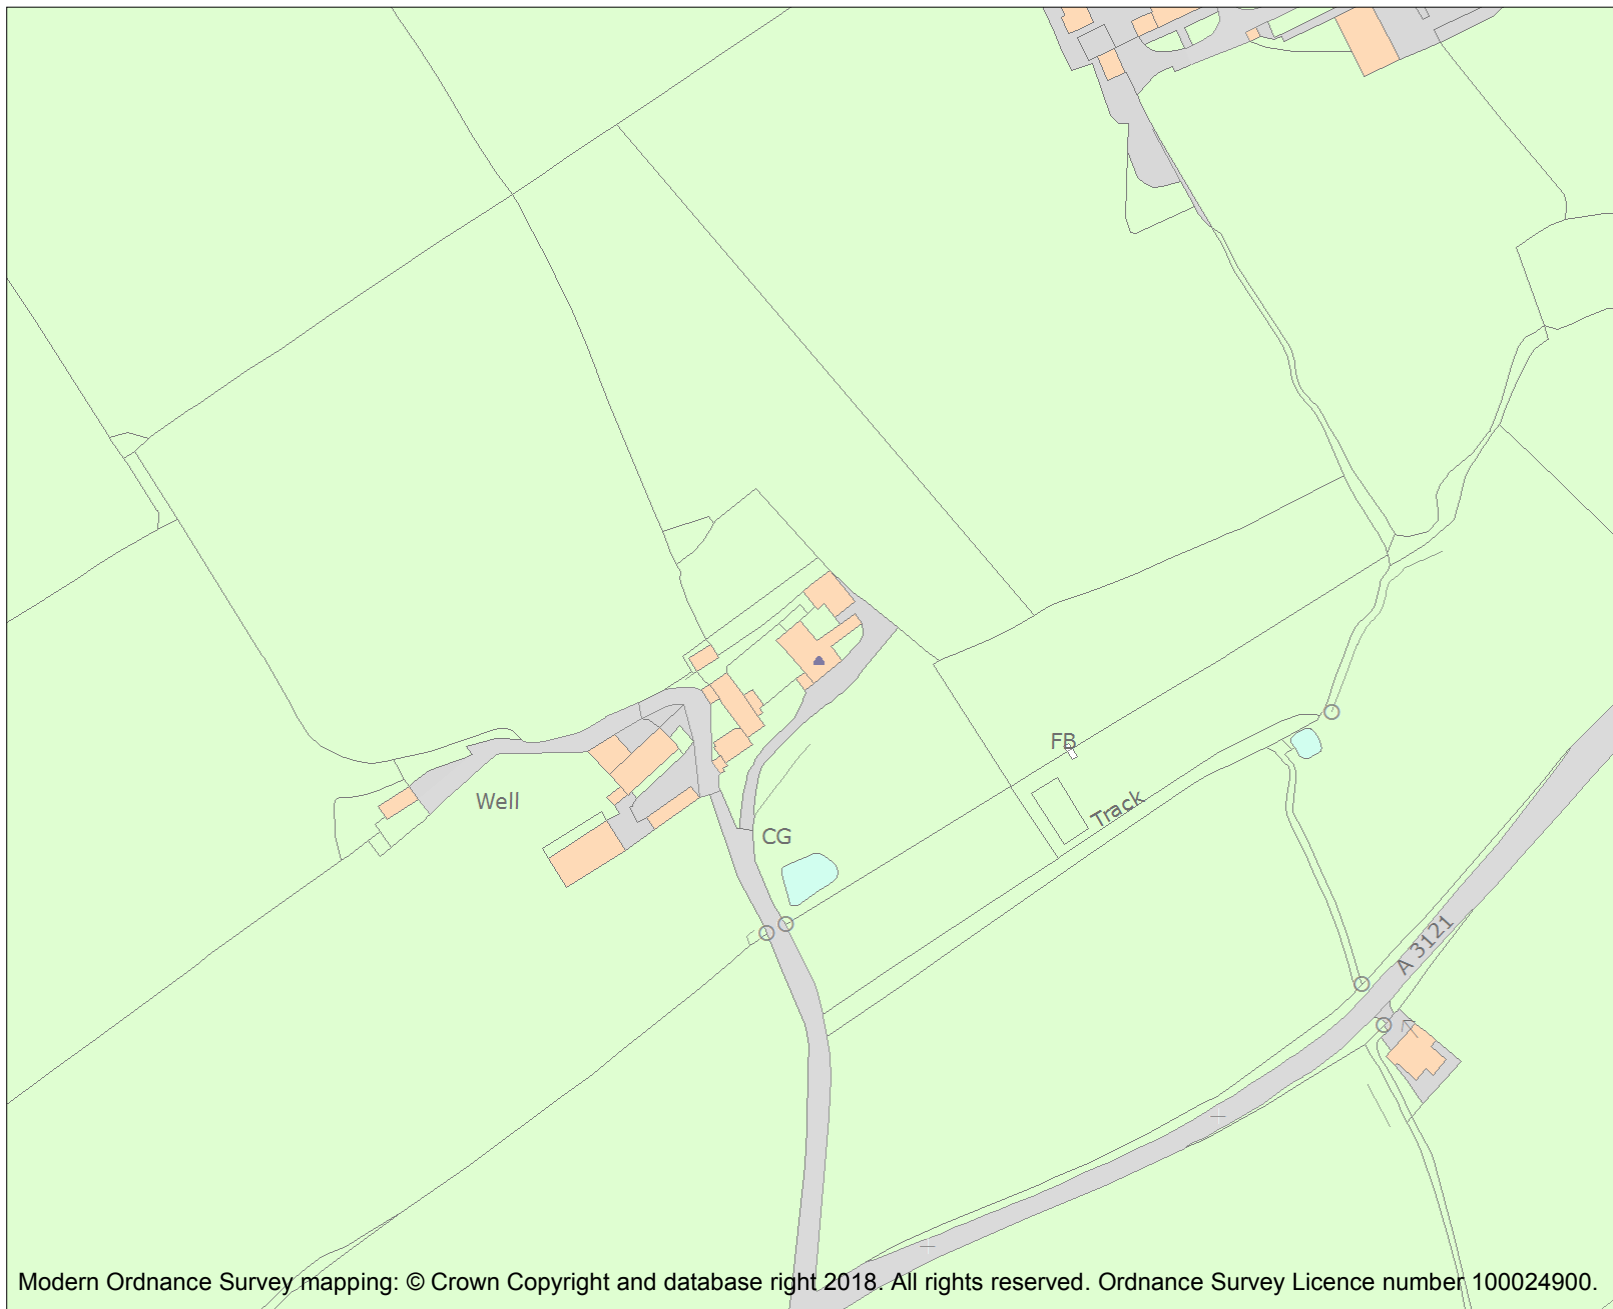 FB
Track
Well
CG
A 3121
Modern Ordnance Survey mapping: © Crown Copyright and database right 2018. All rights reserved. Ordnance Survey Licence number 100024900.